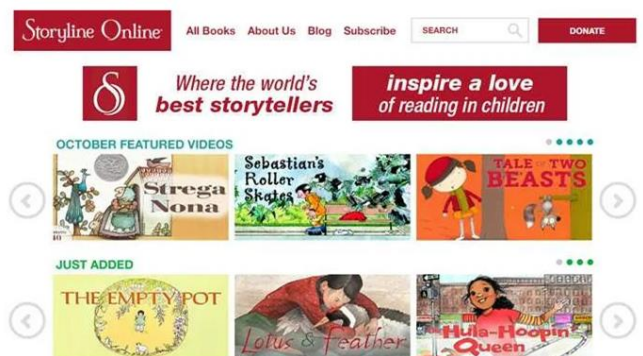 Storyline Online
All Books About Us Blog Subscribe SEARCH DONATE
Where the world's
best storytellers
inspire a love
of reading in children
OCTOBER FEATURED VIDEOS
Strega
Nona
Sebastian's
Roller
Skates
TALE OF TWO
BEASTS
JUST ADDED
THE EMPTY POT
Lotus & Feather
Hula-Hoopin'
Queen